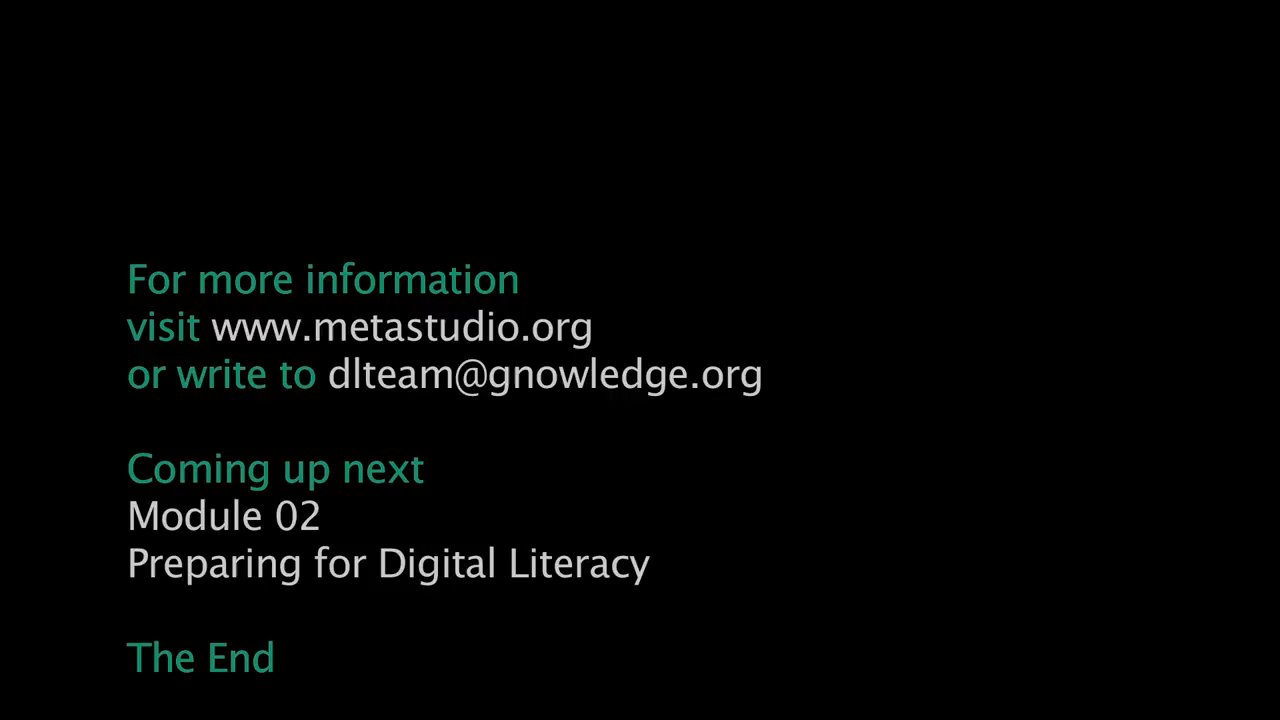 For more information
visit www.metastudio.org
or write to dlteam@gnowledge.org
Coming up next
Module 02
Preparing for Digital Literacy
The End